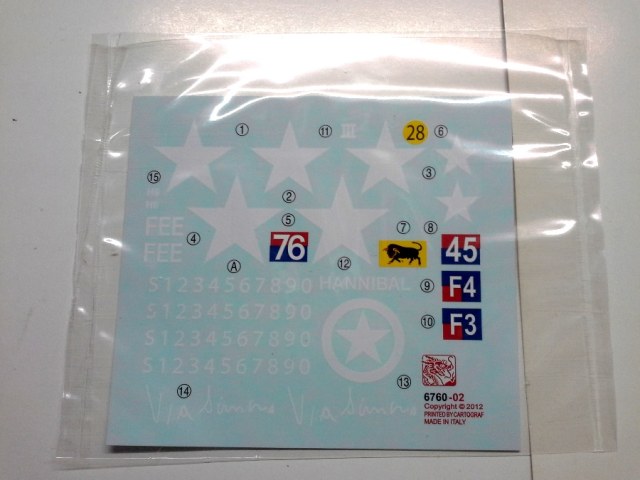 ① ⑪ III 28 ⑥
③
⑮
②
FEE
⑤ ⑦ ⑧
④ 76 45
FEE
Ⓐ ⑫
S1234567890 HANNIBAL ⑨ F4
S1234567890
⑩ F3
S1234567890
S1234567890
⑭ ⑬
6760-02
Copyright © 2012
PRINTED BY CARTOGRAF
MADE IN ITALY